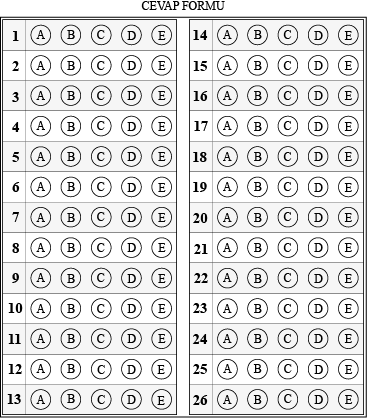 CEVAP FORMU
1 A B C D E
2 A B C D E
3 A B C D E
4 A B C D E
5 A B C D E
6 A B C D E
7 A B C D E
8 A B C D E
9 A B C D E
10 A B C D E
11 A B C D E
12 A B C D E
13 A B C D E
14 A B C D E
15 A B C D E
16 A B C D E
17 A B C D E
18 A B C D E
19 A B C D E
20 A B C D E
21 A B C D E
22 A B C D E
23 A B C D E
24 A B C D E
25 A B C D E
26 A B C D E